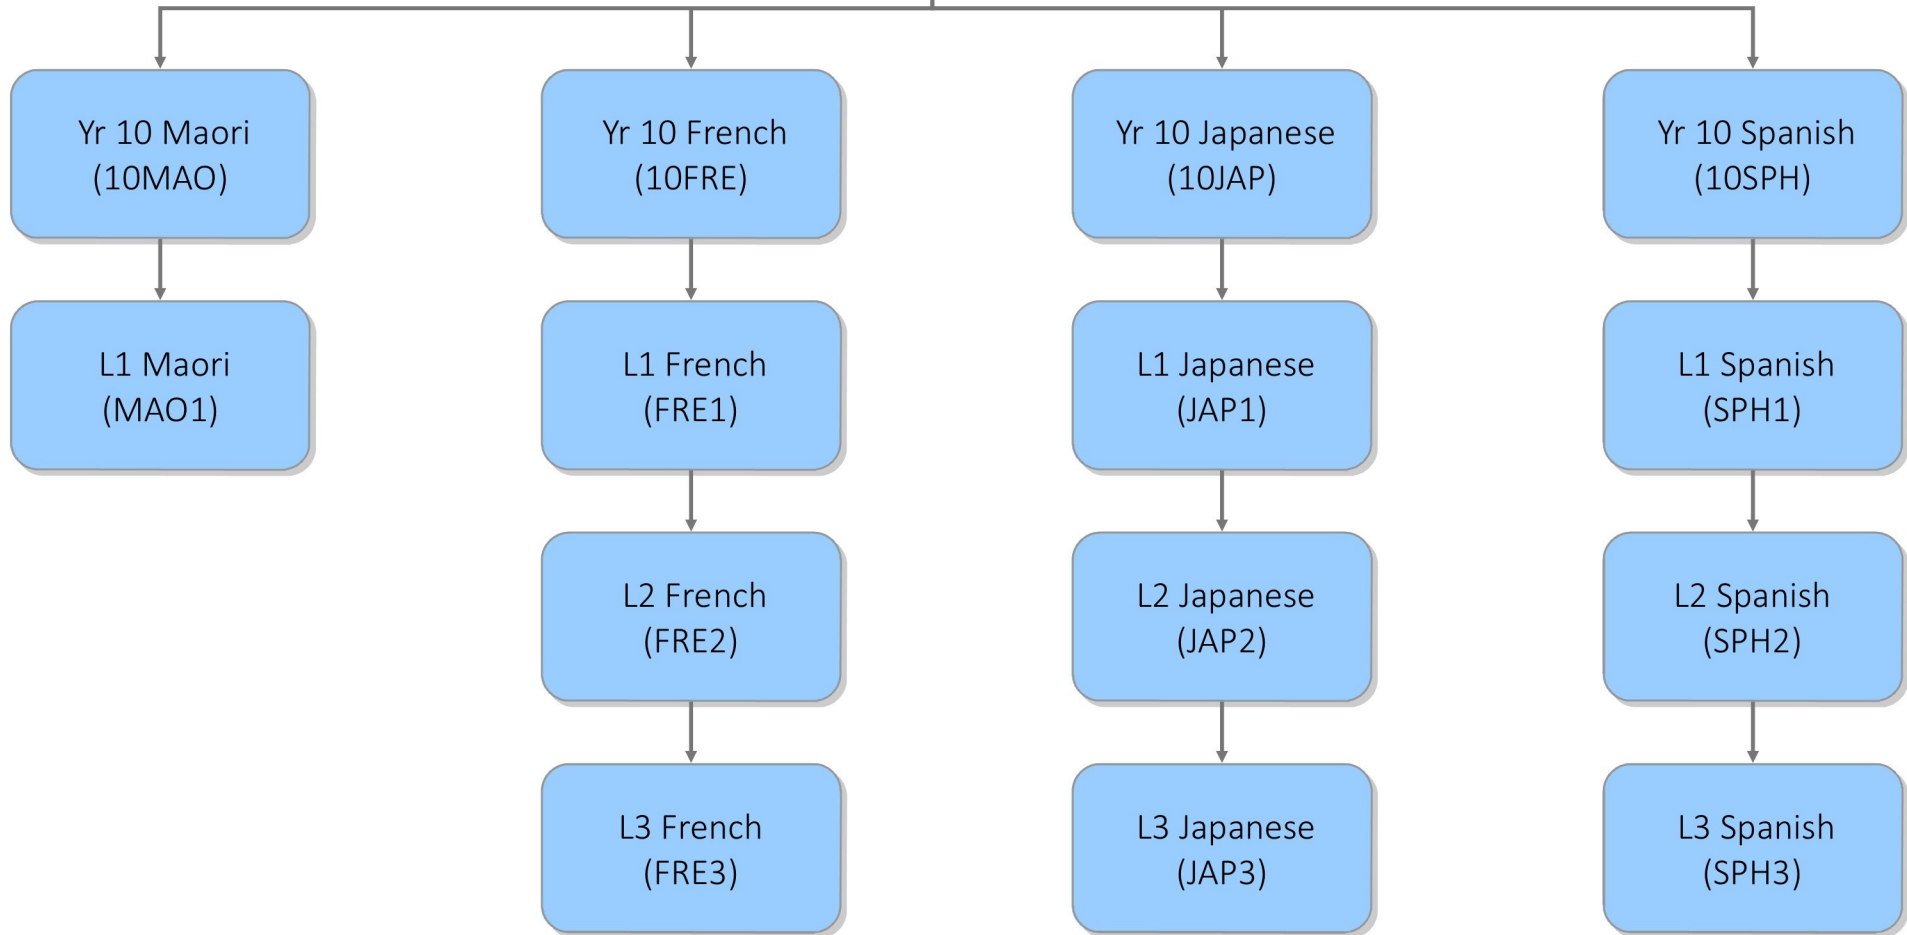 Yr 10 Maori
(10MAO)
Yr 10 French
(10FRE)
Yr 10 Japanese
(10JAP)
Yr 10 Spanish
(10SPH)
L1 Maori
(MAO1)
L1 French
(FRE1)
L1 Japanese
(JAP1)
L1 Spanish
(SPH1)
L2 French
(FRE2)
L2 Japanese
(JAP2)
L2 Spanish
(SPH2)
L3 French
(FRE3)
L3 Japanese
(JAP3)
L3 Spanish
(SPH3)